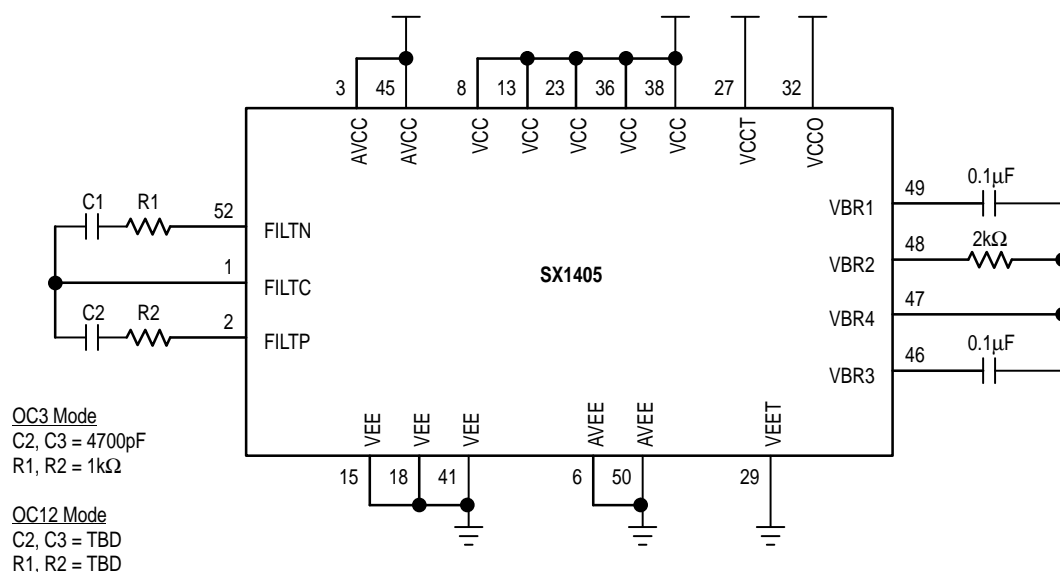 3 45 8 13 23 36 38 27 32
AVCC AVCC VCC VCC VCC VCC VCC VCCT VCCO
C1 R1 52 FILTN
1 FILTC
C2 R2 2 FILTP
SX1405
VBR1 49 0.1µF
VBR2 48 2kΩ
VBR4 47
VBR3 46 0.1µF
VEE VEE VEE AVEE AVEE VEET
15 18 41 6 50 29
OC3 Mode
C2, C3 = 4700pF
R1, R2 = 1kΩ
OC12 Mode
C2, C3 = TBD
R1, R2 = TBD